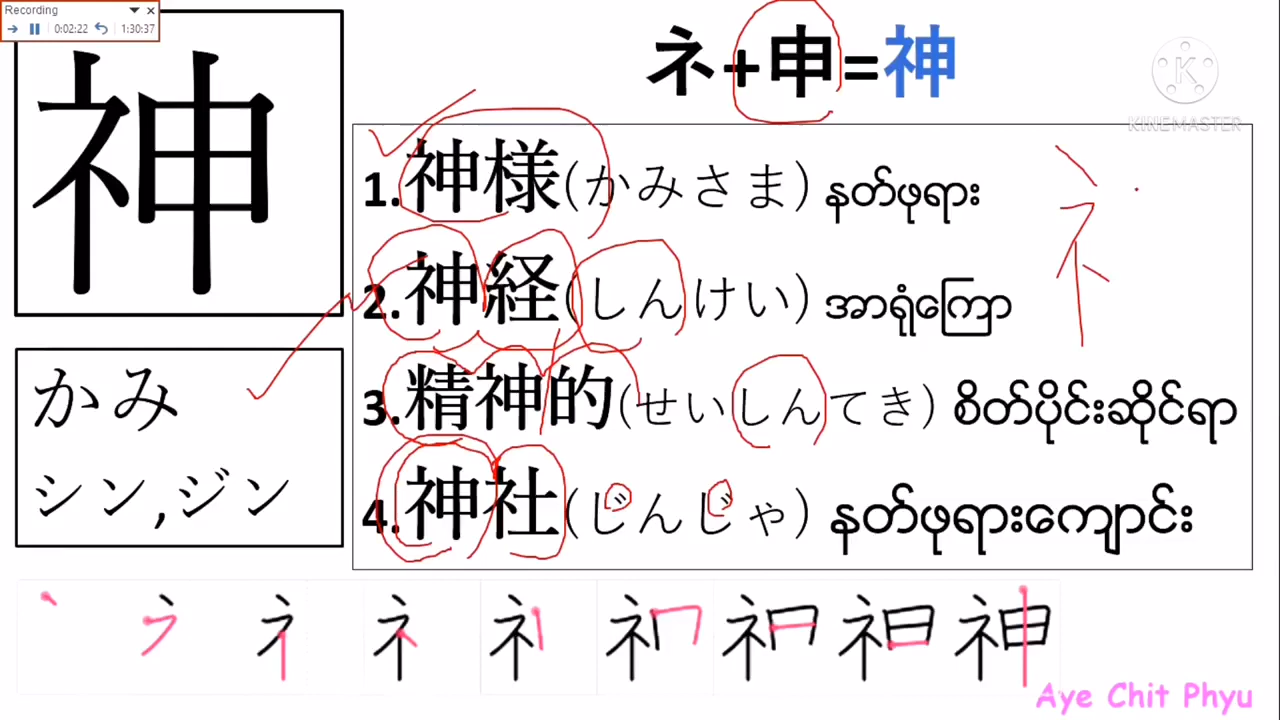 Recording
0:02:22 1:30:37
神
ネ+申=神
KINEMASTER
1.神様(かみさま) နတ်ဖုရား
2.神経(しんけい) အာရုံကြော
3.精神的(せいしんてき) စိတ်ပိုင်းဆိုင်ရာ
4.神社(じんじゃ) နတ်ဖုရားကျောင်း
かみ
シン,ジン
Aye Chit Phyu